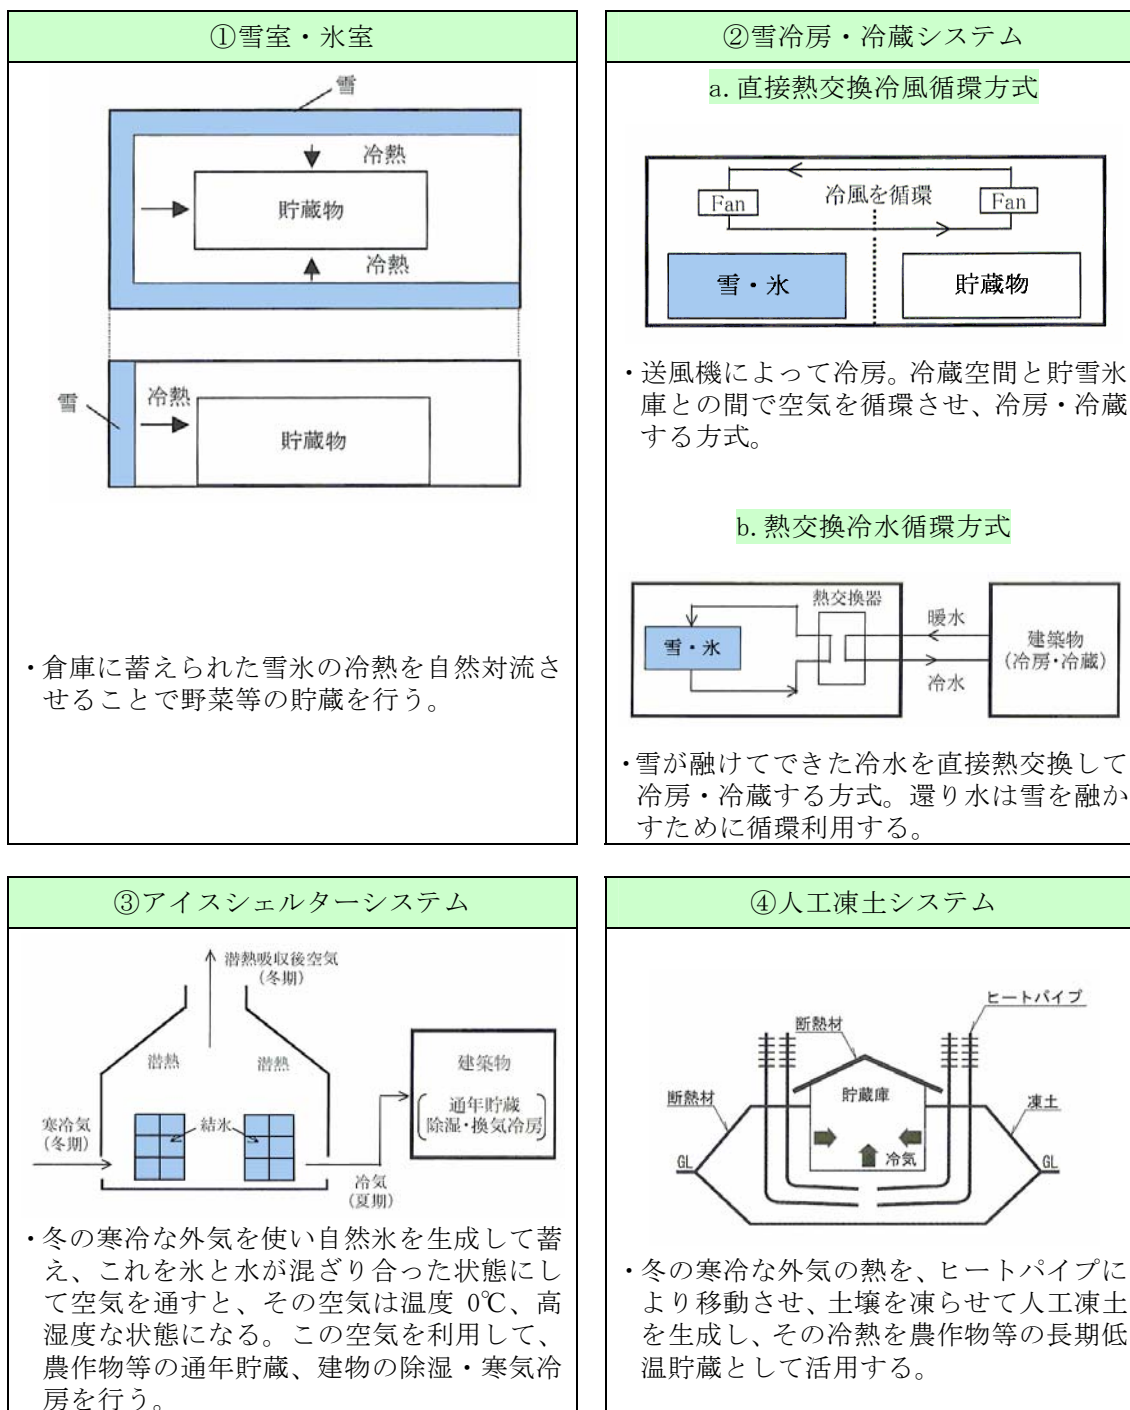 ①雪室・氷室
雪
冷熱
貯蔵物
冷熱
雪
冷熱
貯蔵物
・倉庫に蓄えられた雪氷の冷熱を自然対流さ
せることで野菜等の貯蔵を行う。
②雪冷房・冷蔵システム
a.直接熱交換冷風循環方式
Fan
冷風を循環
Fan
雪・氷
貯蔵物
・送風機によって冷房。冷蔵空間と貯雪氷
庫との間で空気を循環させ、冷房・冷蔵
する方式。
b.熱交換冷水循環方式
熱交換器
雪・氷
暖水
冷水
建築物
(冷房・冷蔵)
・雪が融けてできた冷水を直接熱交換して
冷房・冷蔵する方式。還り水は雪を融か
すために循環利用する。
③アイスシェルターシステム
潜熱吸収後空気
(冬期)
潜熱
潜熱
寒冷気
(冬期)
結氷
冷気
(夏期)
建築物
通年貯蔵
除湿・換気冷房
・冬の寒冷な外気を使い自然氷を生成して蓄
え、これを氷と水が混ざり合った状態にし
て空気を通すと、その空気は温度 0℃、高
湿度な状態になる。この空気を利用して、
農作物等の通年貯蔵、建物の除湿・寒気冷
房を行う。
④人工凍土システム
ヒートパイプ
断熱材
断熱材
貯蔵庫
凍土
冷気
GL
GL
・冬の寒冷な外気の熱を、ヒートパイプに
より移動させ、土壌を凍らせて人工凍土
を生成し、その冷熱を農作物等の長期低
温貯蔵として活用する。